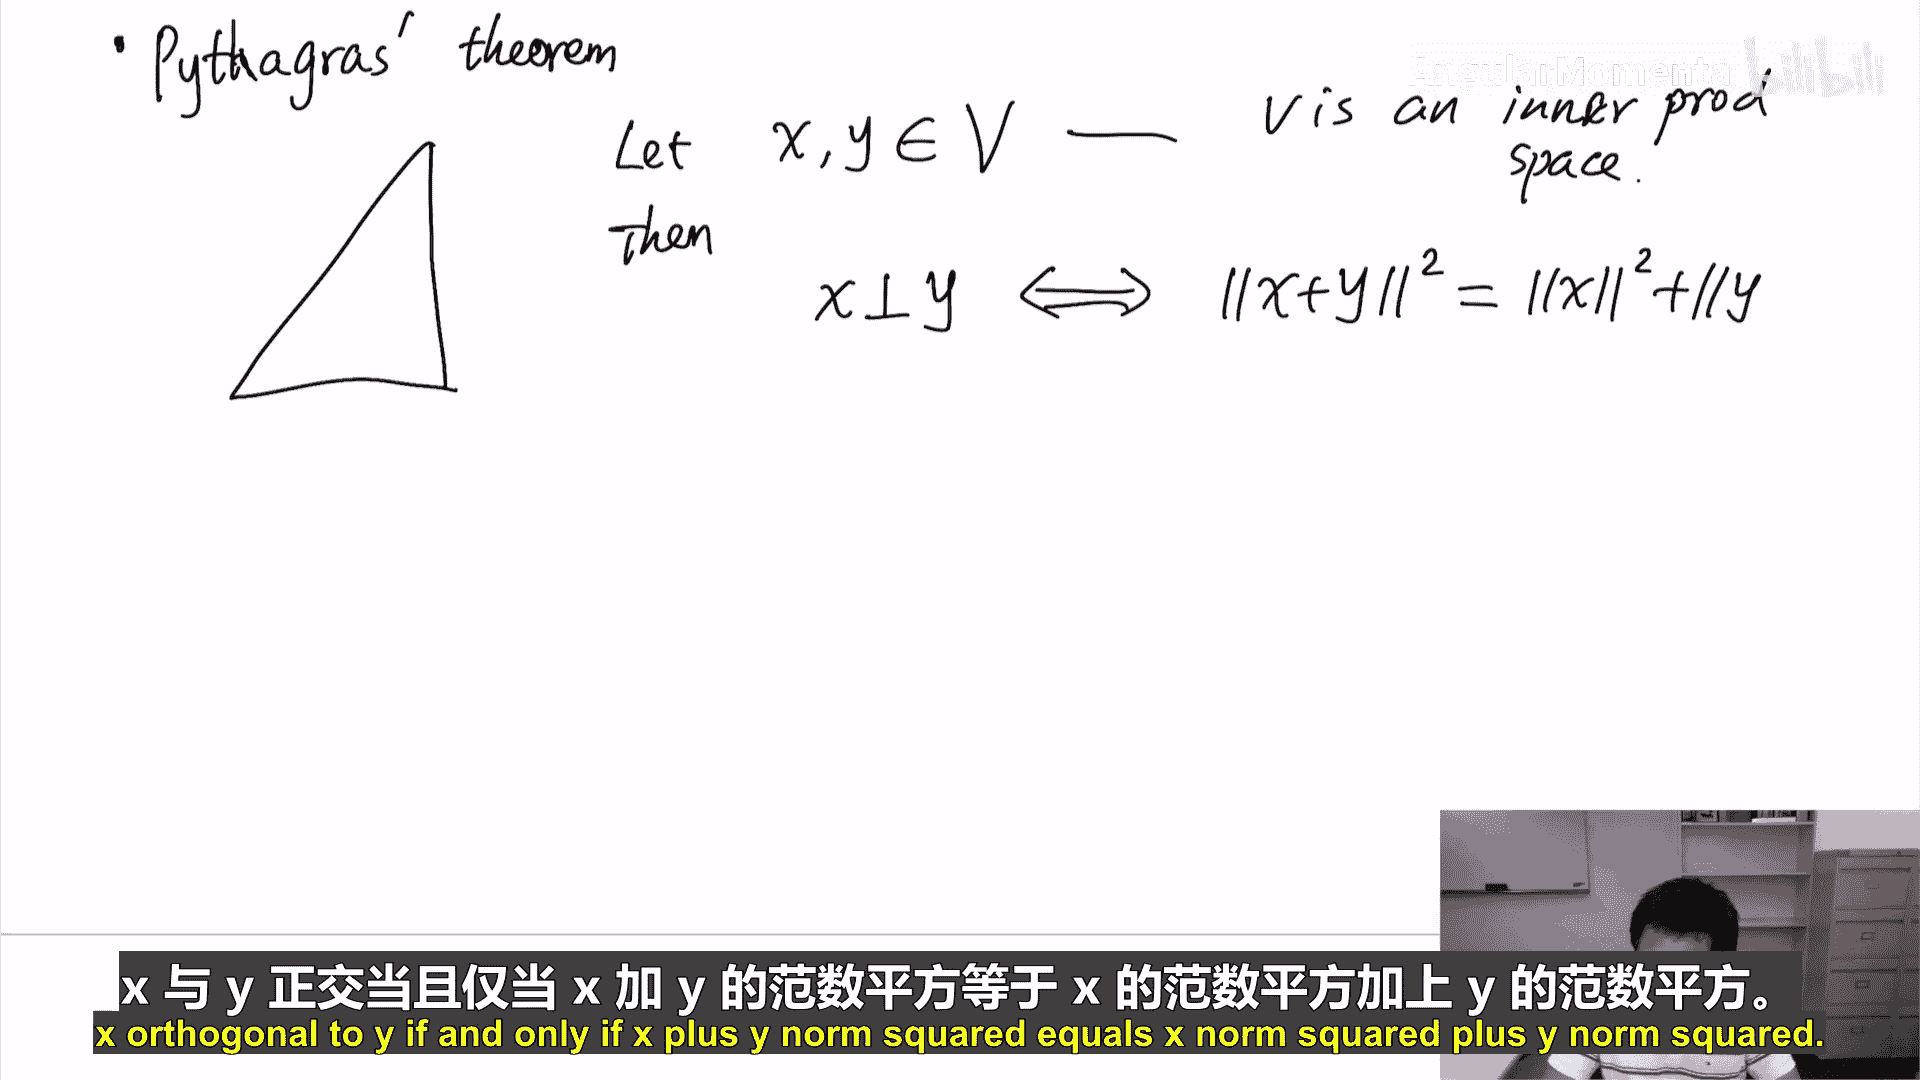 • Pythagras' theorem
AngularMomenta bilibili
Let x, y ∈ V — V is an inner prod
space.
Then
x ⊥ y ⟺ ||x+y||² = ||x||² + ||y
x 与 y 正交当且仅当 x 加 y 的范数平方等于 x 的范数平方加上 y 的范数平方。
x orthogonal to y if and only if x plus y norm squared equals x norm squared plus y norm squared.